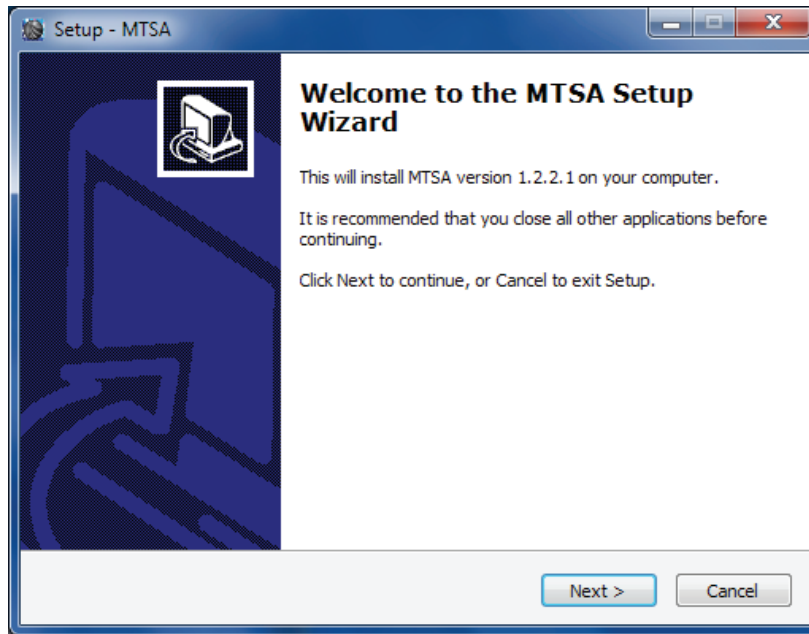 Setup - MTSA
Welcome to the MTSA Setup
Wizard
This will install MTSA version 1.2.2.1 on your computer.
It is recommended that you close all other applications before
continuing.
Click Next to continue, or Cancel to exit Setup.
Next >
Cancel